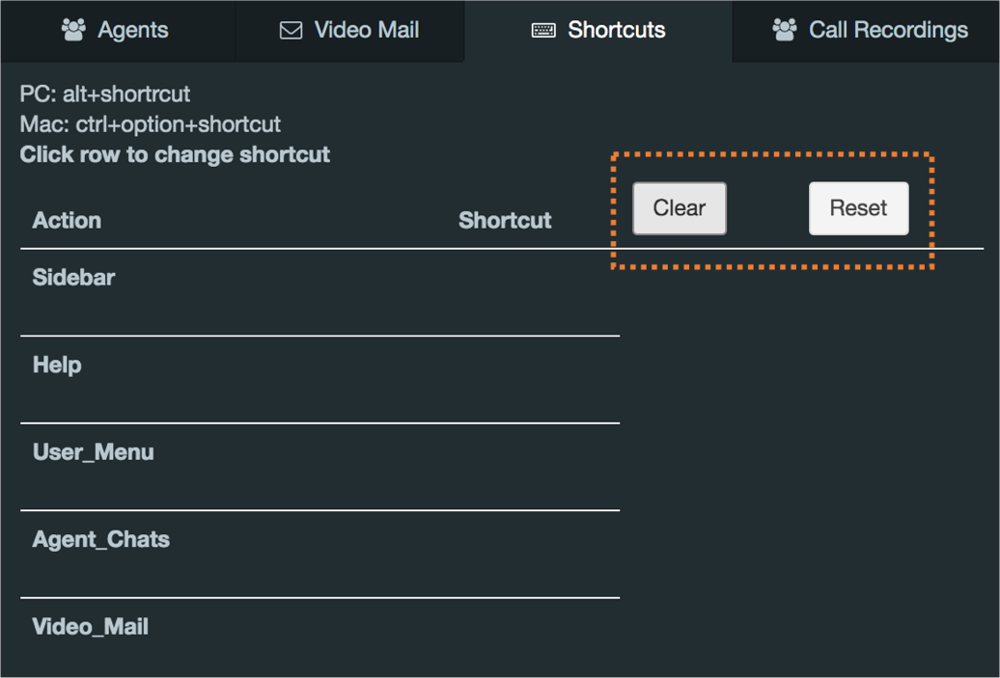 Agents Video Mail Shortcuts Call Recordings
PC: alt+shortrcut
Mac: ctrl+option+shortcut
Click row to change shortcut
Action Shortcut Clear Reset
Sidebar
Help
User_Menu
Agent_Chats
Video_Mail